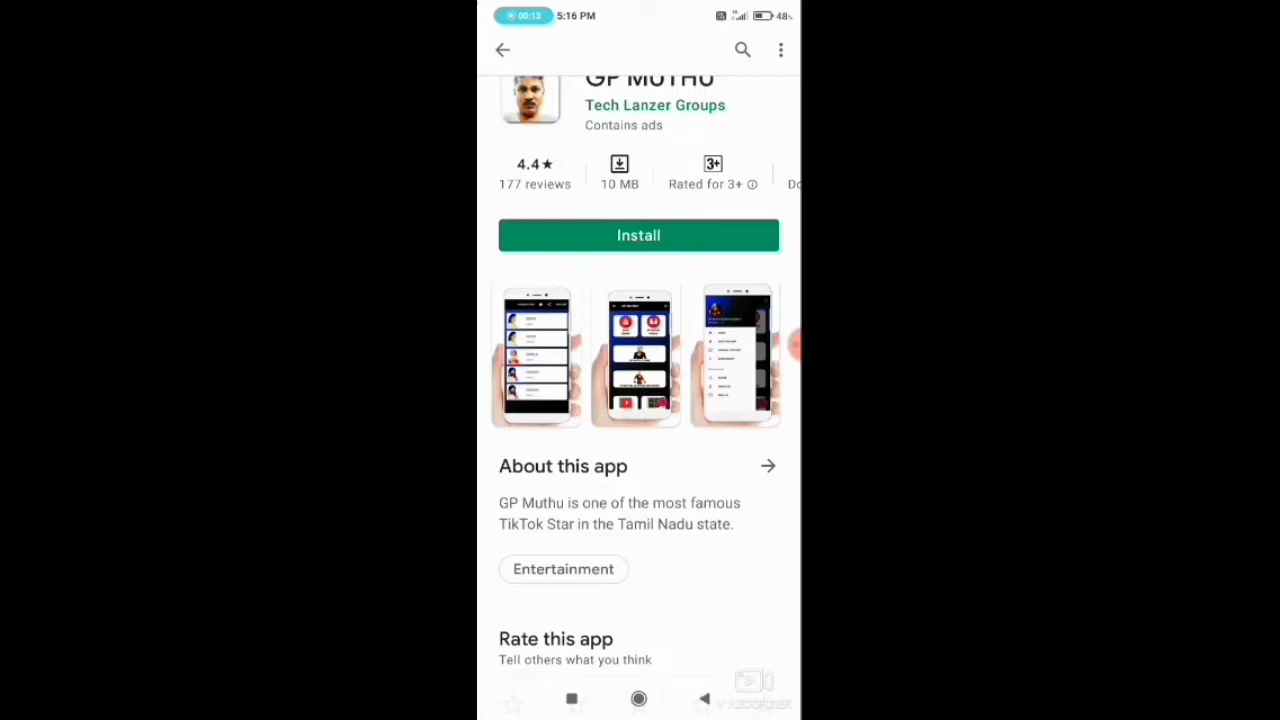 00:13 5:16 PM 48%
GP MUTHU
Tech Lanzer Groups
Contains ads
4.4★
177 reviews
10 MB
3+
Rated for 3+
Install
About this app
GP Muthu is one of the most famous
TikTok Star in the Tamil Nadu state.
Entertainment
Rate this app
Tell others what you think
V RECORDER